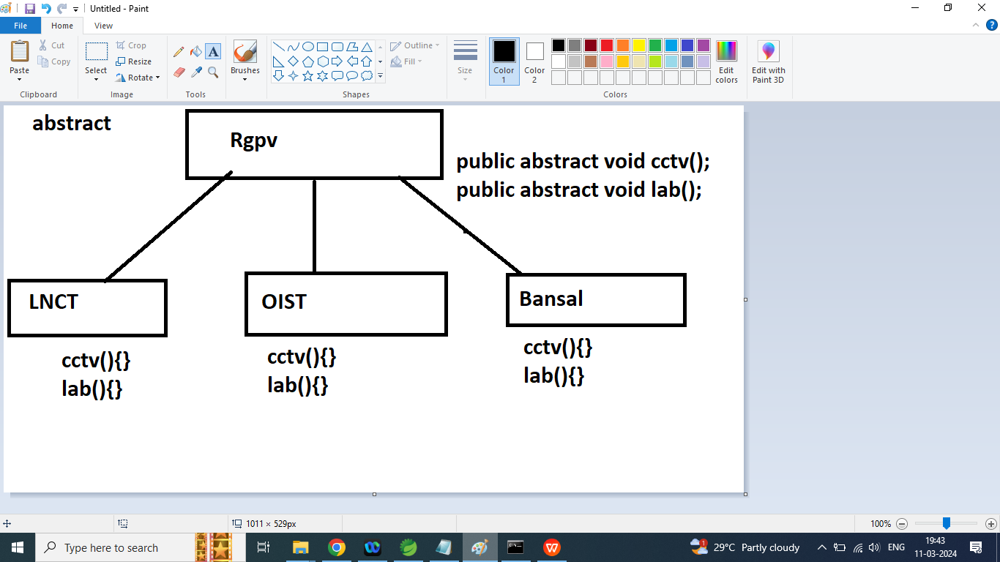 Untitled - Paint
File Home View
Paste
Cut
Copy
Clipboard
Select
Crop
Resize
Rotate
Image
A
Tools
Brushes
Outline
Fill
Shapes
Size
Color 1
Color 2
Colors
Edit colors
Edit with Paint 3D
abstract
Rgpv
public abstract void cctv();
public abstract void lab();
LNCT
OIST
Bansal
cctv(){}
lab(){}
cctv(){}
lab(){}
cctv(){}
lab(){}
1011 × 529px
100%
Type here to search
29°C Partly cloudy
ENG
19:43
11-03-2024